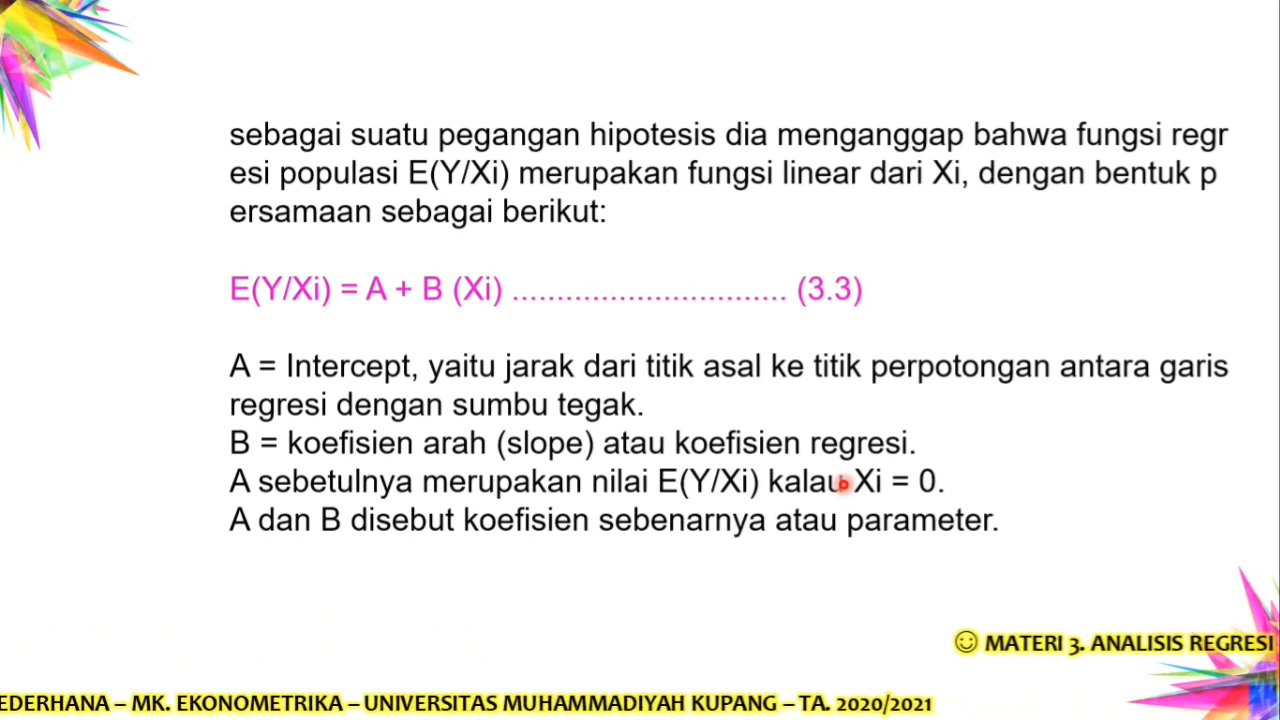 sebagai suatu pegangan hipotesis dia menganggap bahwa fungsi regr
esi populasi E(Y/Xi) merupakan fungsi linear dari Xi, dengan bentuk p
ersamaan sebagai berikut:
E(Y/Xi) = A + B (Xi) ............................... (3.3)
A = Intercept, yaitu jarak dari titik asal ke titik perpotongan antara garis
regresi dengan sumbu tegak.
B = koefisien arah (slope) atau koefisien regresi.
A sebetulnya merupakan nilai E(Y/Xi) kalau Xi = 0.
A dan B disebut koefisien sebenarnya atau parameter.
☺ MATERI 3. ANALISIS REGRESI
EDERHANA – MK. EKONOMETRIKA – UNIVERSITAS MUHAMMADIYAH KUPANG – TA. 2020/2021